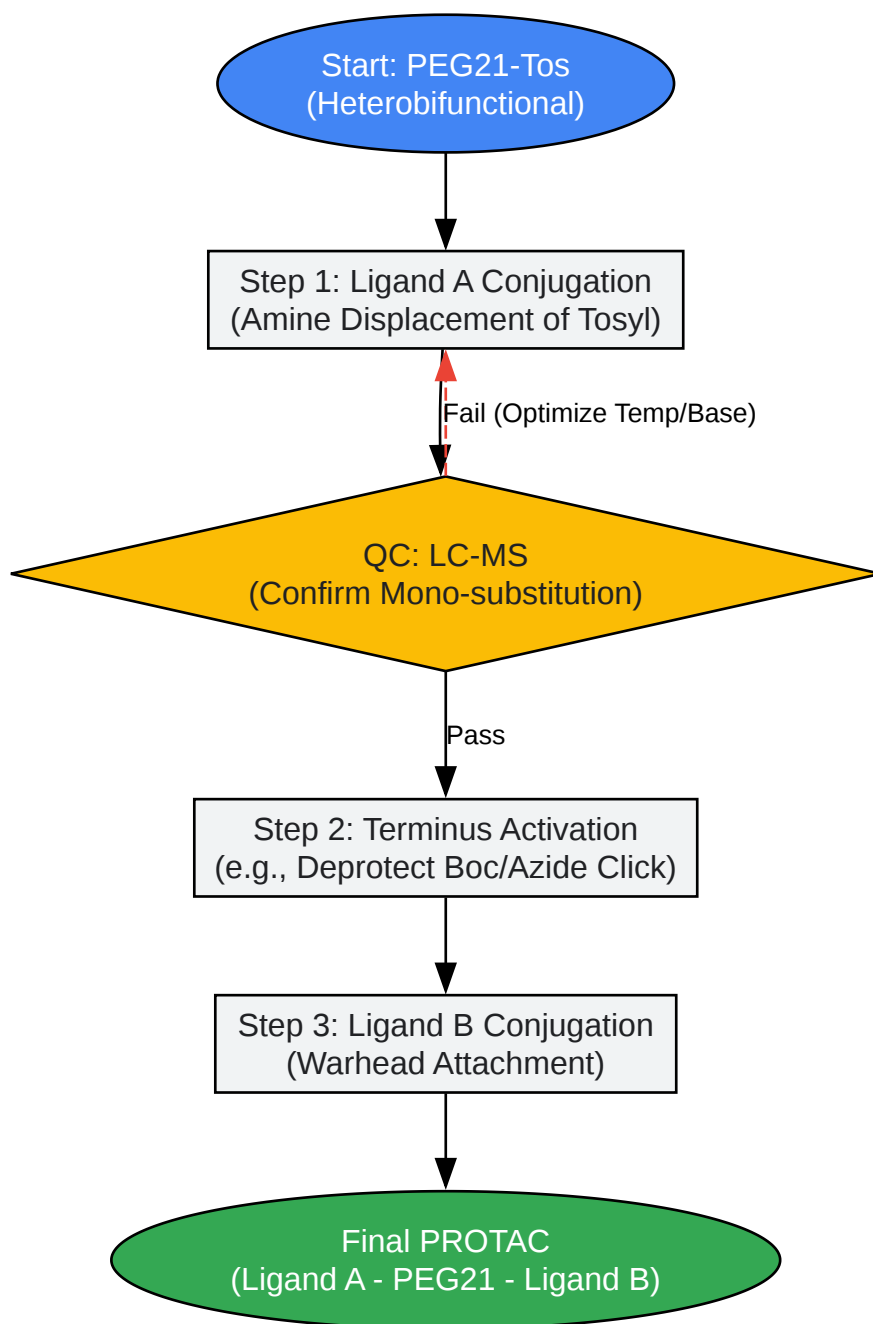 Start: PEG21-Tos
(Heterobifunctional)
Step 1: Ligand A Conjugation
(Amine Displacement of Tosyl)
Fail (Optimize Temp/Base)
QC: LC-MS
(Confirm Mono-substitution)
Pass
Step 2: Terminus Activation
(e.g., Deprotect Boc/Azide Click)
Step 3: Ligand B Conjugation
(Warhead Attachment)
Final PROTAC
(Ligand A - PEG21 - Ligand B)